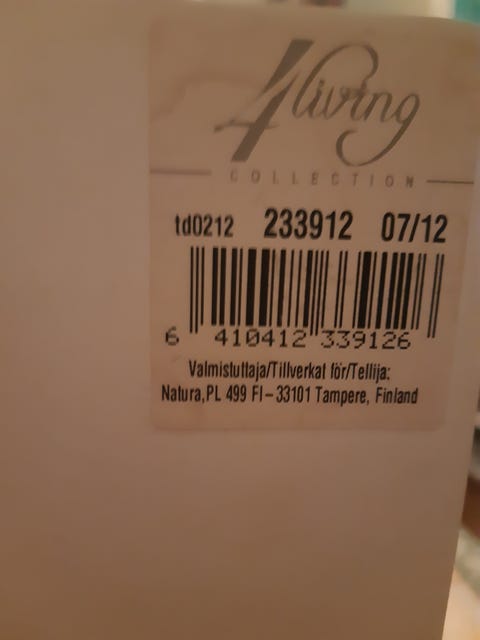 4living
COLLECTION
td0212 233912 07/12
6 410412 339126
Valmistuttaja/Tillverkat för/Tellija:
Natura,PL 499 FI-33101 Tampere, Finland